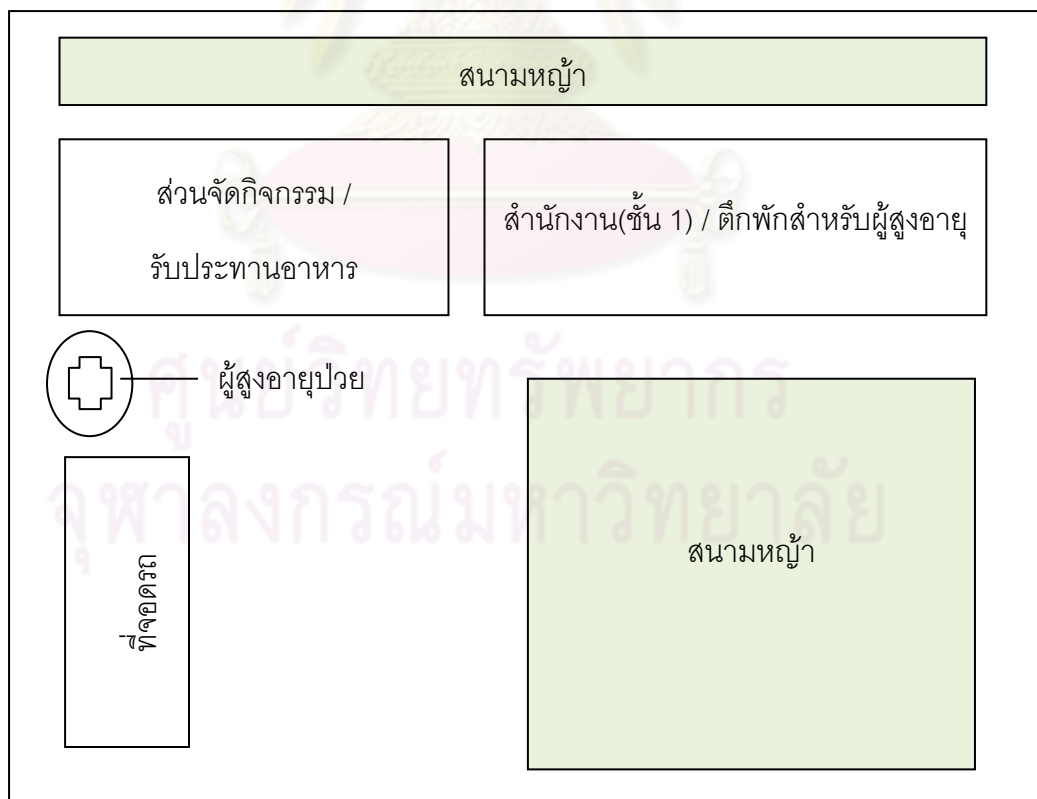 สนามหญ้า
ส่วนจัดกิจกรรม /
รับประทานอาหาร
สำนักงาน(ชั้น 1) / ตึกพักสำหรับผู้สูงอายุ
ผู้สูงอายุป่วย
ศูนย์วิทยทรัพยากร
จุฬาลงกรณ์มหาวิทยาลัย
ที่จอดรถ
สนามหญ้า